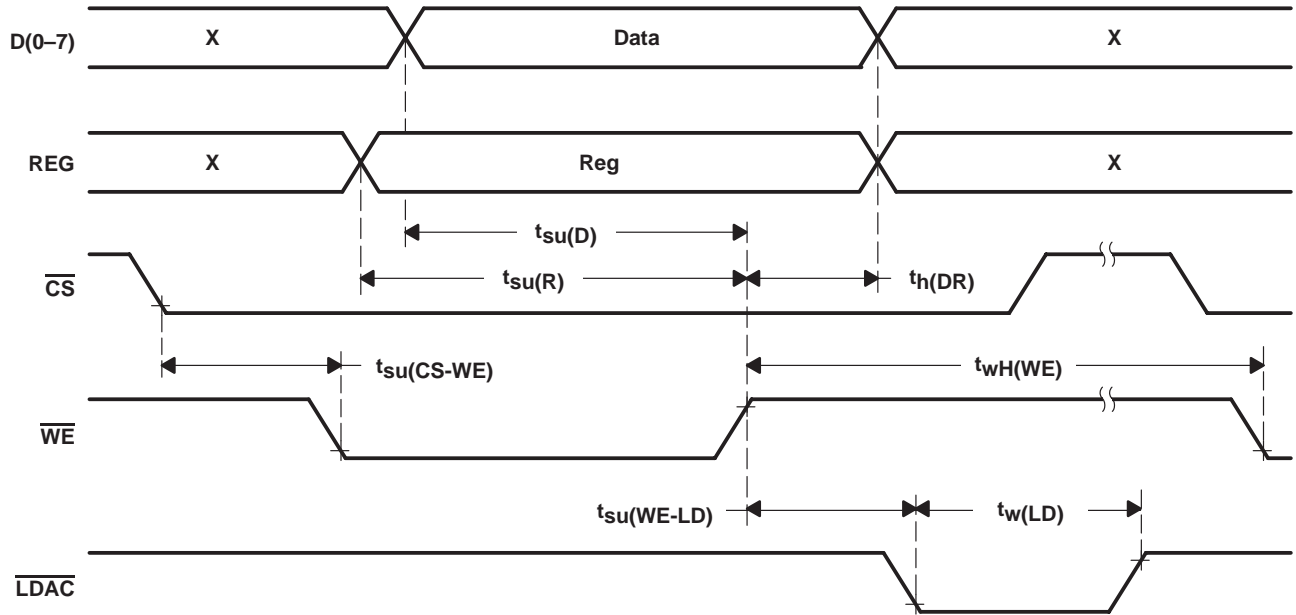 D(0–7) X Data X
REG X Reg X
tsu(D)
CS tsu(R) th(DR)
tsu(CS-WE) twH(WE)
WE
tsu(WE-LD) tw(LD)
LDAC